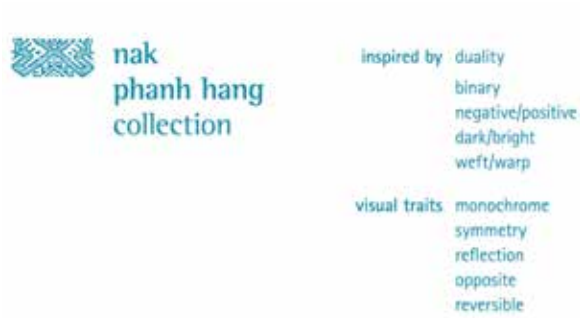 nak
phanh hang
collection
inspired by duality
binary
negative/positive
dark/bright
weft/warp
visual traits monochrome
symmetry
reflection
opposite
reversible